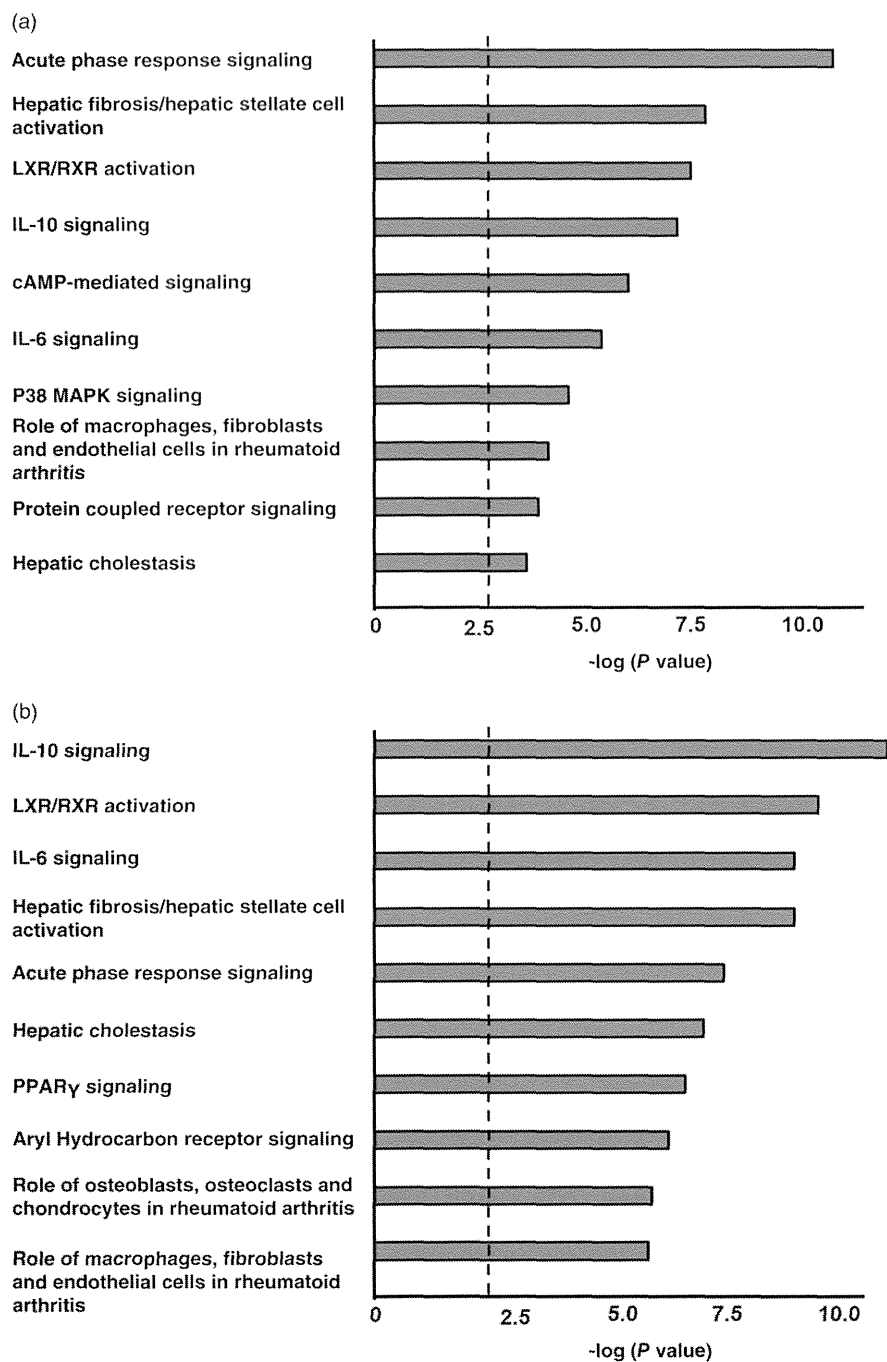 (a)
Acute phase response signaling
Hepatic fibrosis/hepatic stellate cell
activation
LXR/RXR activation
IL-10 signaling
cAMP-mediated signaling
IL-6 signaling
P38 MAPK signaling
Role of macrophages, fibroblasts
and endothelial cells in rheumatoid
arthritis
Protein coupled receptor signaling
Hepatic cholestasis
0 2.5 5.0 7.5 10.0
-log (P value)
(b)
IL-10 signaling
LXR/RXR activation
IL-6 signaling
Hepatic fibrosis/hepatic stellate cell
activation
Acute phase response signaling
Hepatic cholestasis
PPARγ signaling
Aryl Hydrocarbon receptor signaling
Role of osteoblasts, osteoclasts and
chondrocytes in rheumatoid arthritis
Role of macrophages, fibroblasts
and endothelial cells in rheumatoid
arthritis
0 2.5 5.0 7.5 10.0
-log (P value)